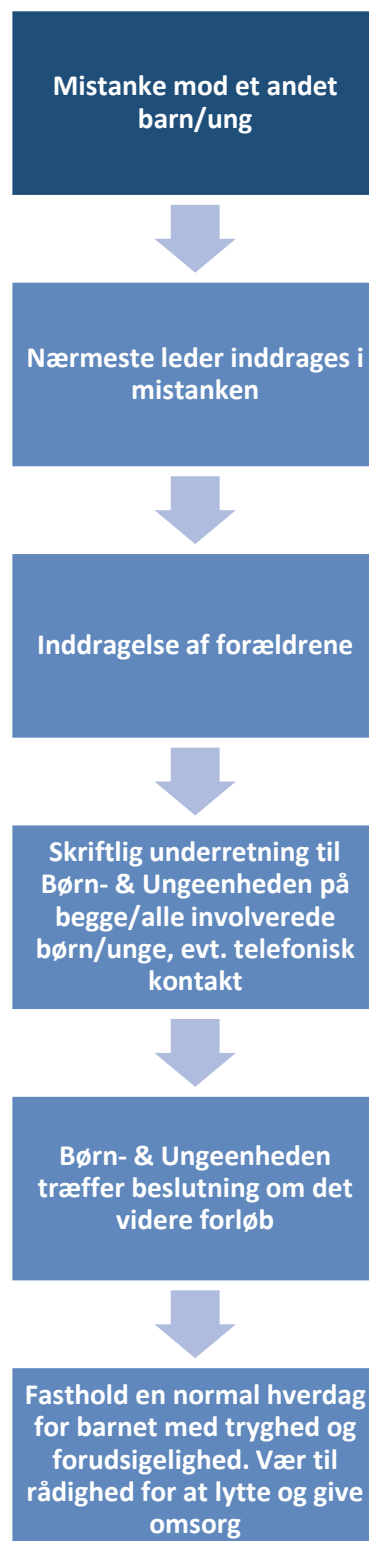 Mistanke mod et andet
barn/ung
Nærmeste leder inddrages i
mistanken
Inddragelse af forældrene
Skriftlig underretning til
Børn- & Ungeenheden på
begge/alle involverede
børn/unge, evt. telefonisk
kontakt
Børn- & Ungeenheden
træffer beslutning om det
videre forløb
Fasthold en normal hverdag
for barnet med tryghed og
forudsigelighed. Vær til
rådighed for at lytte og give
omsorg